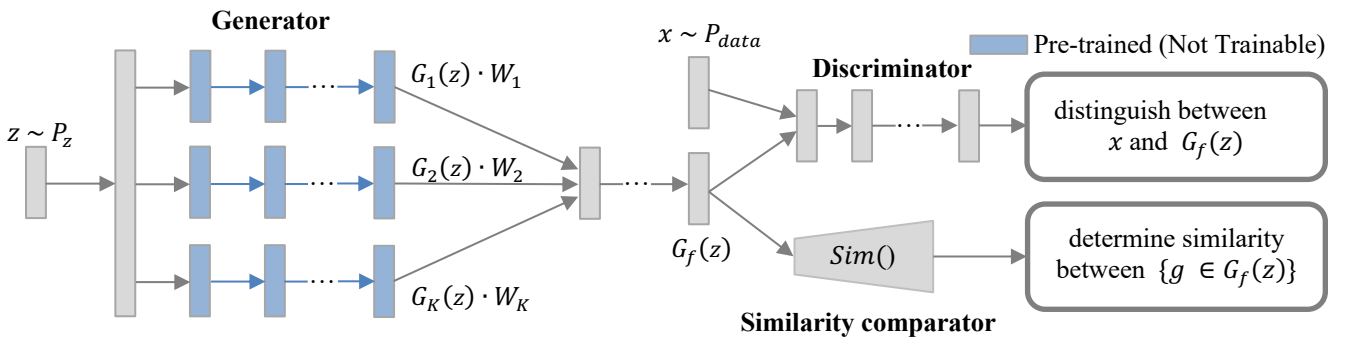 Generator
x ~ P_data
Pre-trained (Not Trainable)
Discriminator
G_1(z) · W_1
distinguish between
x and G_f(z)
z ~ P_z
...
...
G_2(z) · W_2
...
...
...
G_f(z)
Sim()
determine similarity
between {g ∈ G_f(z)}
...
G_K(z) · W_K
Similarity comparator